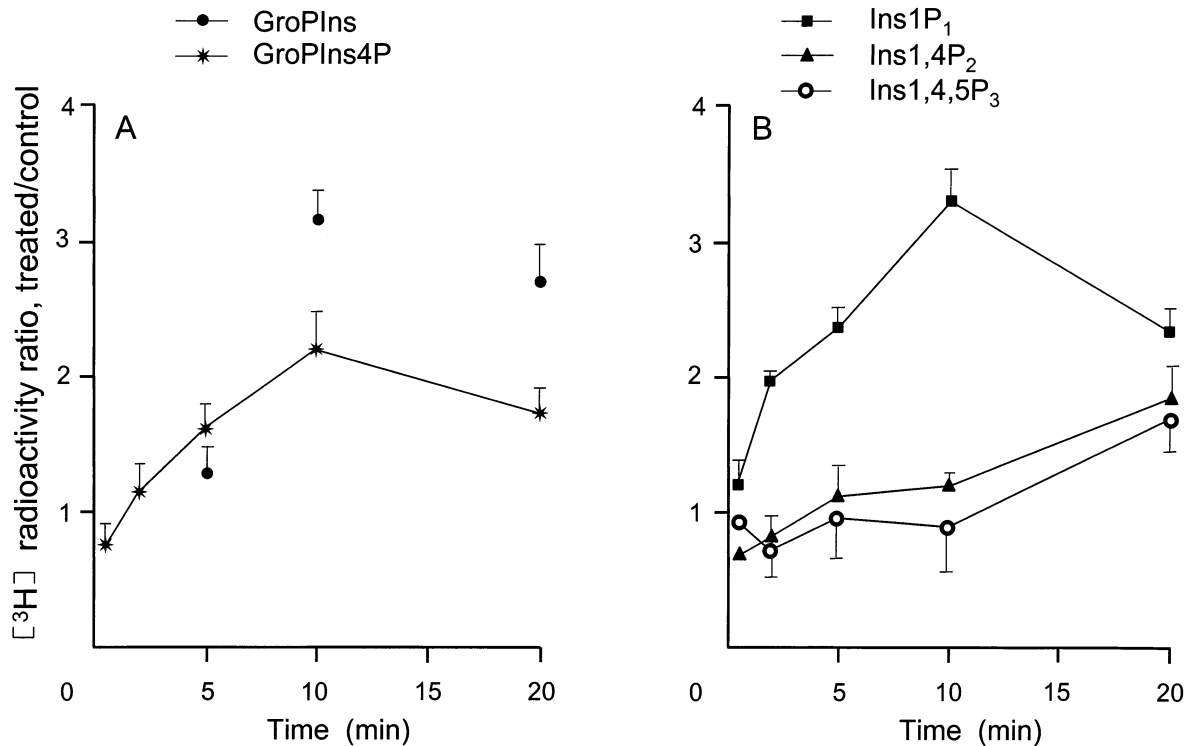 GroPIns
GroPIns4P
Ins1P₁
Ins1,4P₂
Ins1,4,5P₃
[³H] radioactivity ratio, treated/control
A
4
3
2
1
0
5
10
15
20
Time (min)
B
4
3
2
1
0
5
10
15
20
Time (min)